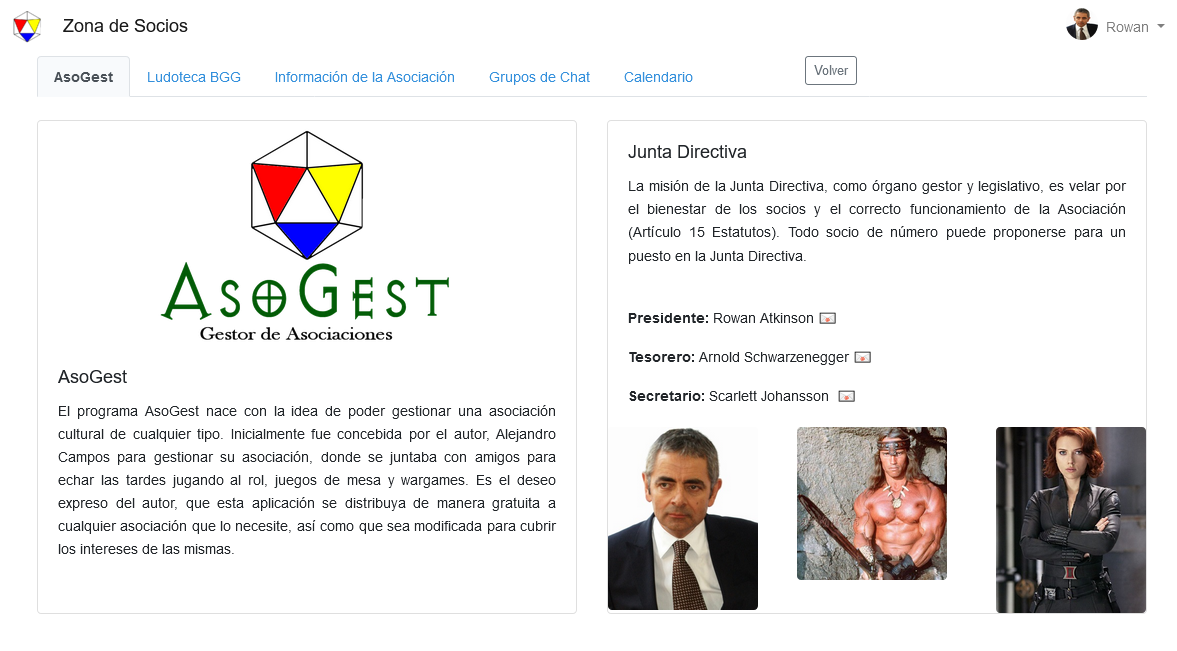 Zona de Socios
Rowan
AsoGest
Ludoteca BGG
Información de la Asociación
Grupos de Chat
Calendario
Volver
AsoGest
Gestor de Asociaciones
AsoGest
El programa AsoGest nace con la idea de poder gestionar una asociación
cultural de cualquier tipo. Inicialmente fue concebida por el autor, Alejandro
Campos para gestionar su asociación, donde se juntaba con amigos para
echar las tardes jugando al rol, juegos de mesa y wargames. Es el deseo
expreso del autor, que esta aplicación se distribuya de manera gratuita a
cualquier asociación que lo necesite, así como que sea modificada para cubrir
los intereses de las mismas.
Junta Directiva
La misión de la Junta Directiva, como órgano gestor y legislativo, es velar por
el bienestar de los socios y el correcto funcionamiento de la Asociación
(Artículo 15 Estatutos). Todo socio de número puede proponerse para un
puesto en la Junta Directiva.
Presidente: Rowan Atkinson
Tesorero: Arnold Schwarzenegger
Secretario: Scarlett Johansson